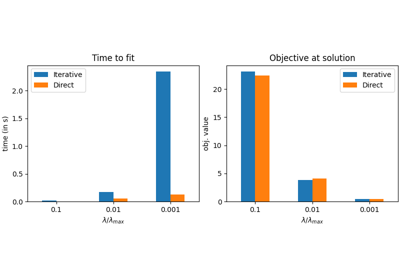 Time to fit
Objective at solution
Iterative
Direct
time (in s)
2.0
1.5
1.0
0.5
0.0
0.1
0.01
0.001
λ/λmax
Iterative
Direct
obj. value
20
15
10
5
0
0.1
0.01
0.001
λ/λmax